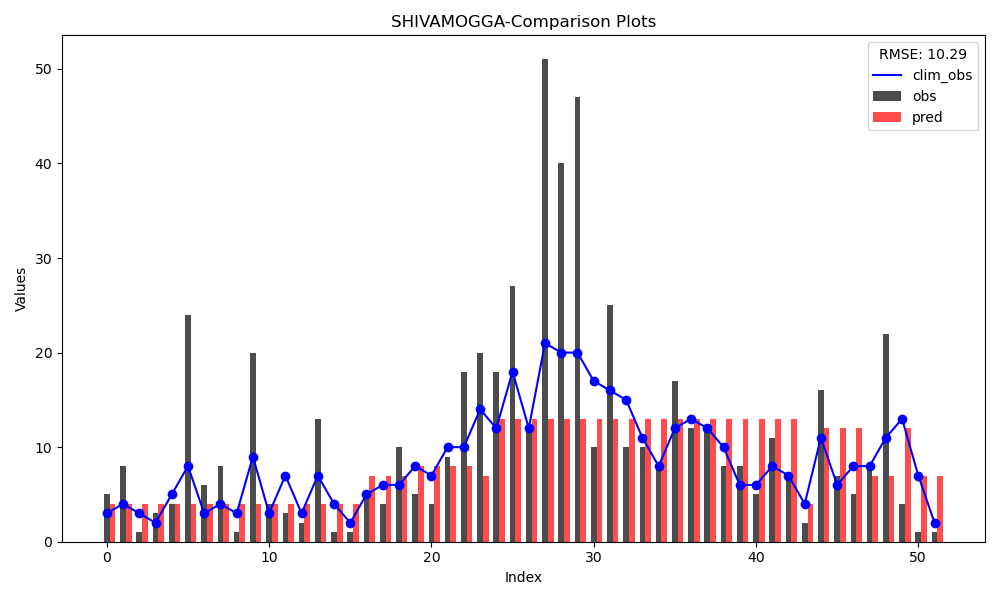 SHIVAMOGGA-Comparison Plots
RMSE: 10.29
clim_obs
obs
pred
Values
50
40
30
20
10
0
0 10 20 30 40 50
Index